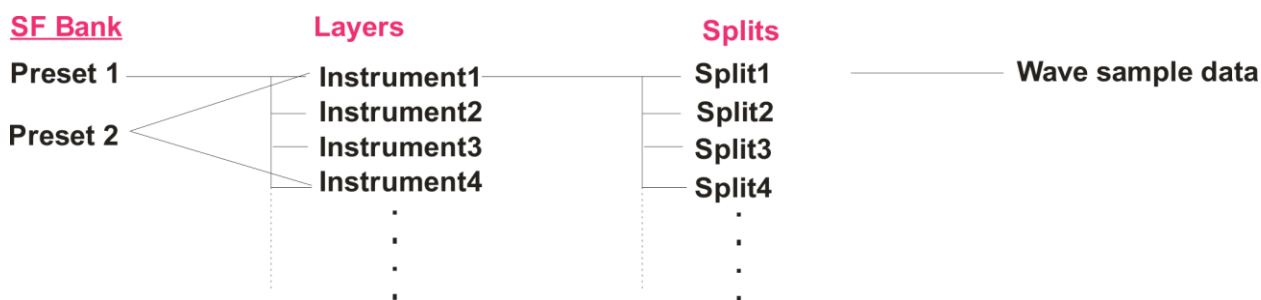 SF Bank
Layers
Splits
Preset 1
Instrument1
Split1
Wave sample data
Instrument2
Split2
Preset 2
Instrument3
Split3
Instrument4
Split4